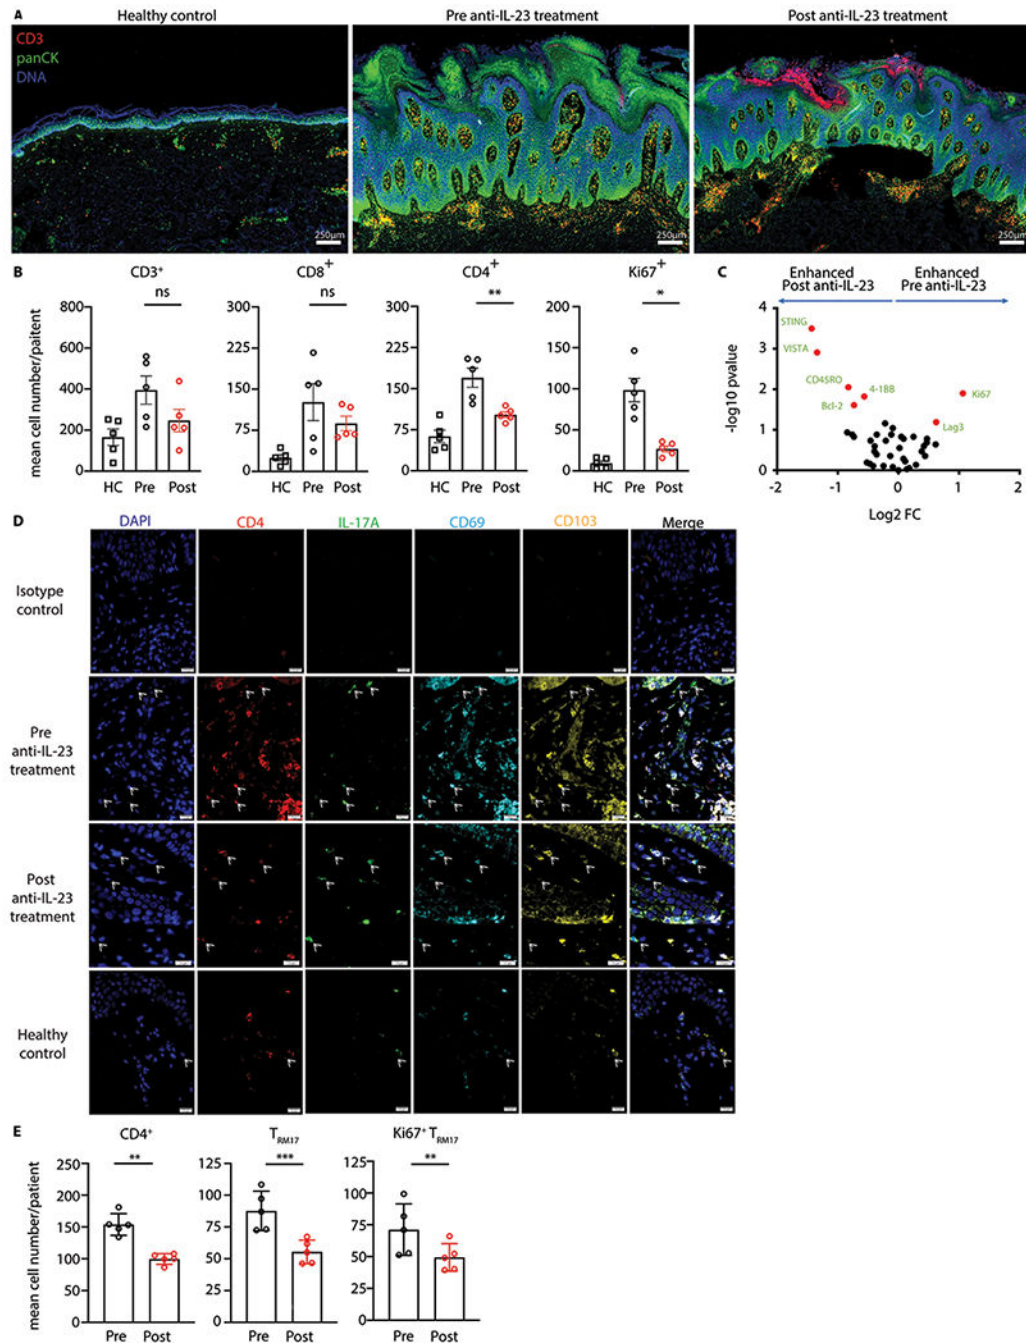 A
Healthy control
Pre anti-IL-23 treatment
Post anti-IL-23 treatment
CD3
panCK
DNA
250μm
250μm
250μm
B
CD3+
CD8+
CD4+
Ki67+
ns
ns
**
*
mean cell number/paitent
800
600
400
200
0
HC Pre Post
225
150
75
0
HC Pre Post
225
150
75
0
HC Pre Post
150
100
50
0
HC Pre Post
C
Enhanced
Post anti-IL-23
Enhanced
Pre anti-IL-23
-log10 pvalue
4
3
2
1
0
STING
VISTA
CD45RO
4-1BB
Bcl-2
Ki67
Lag3
-2 -1 0 1 2
Log2 FC
D
DAPI CD4 IL-17A CD69 CD103 Merge
Isotype
control
Pre
anti-IL-23
treatment
Post
anti-IL-23
treatment
Healthy
control
E
CD4+
TRM17
Ki67+ TRM17
**
***
**
mean cell number/patient
250
200
150
100
50
0
Pre Post
125
100
75
50
25
0
Pre Post
125
100
75
50
25
0
Pre Post